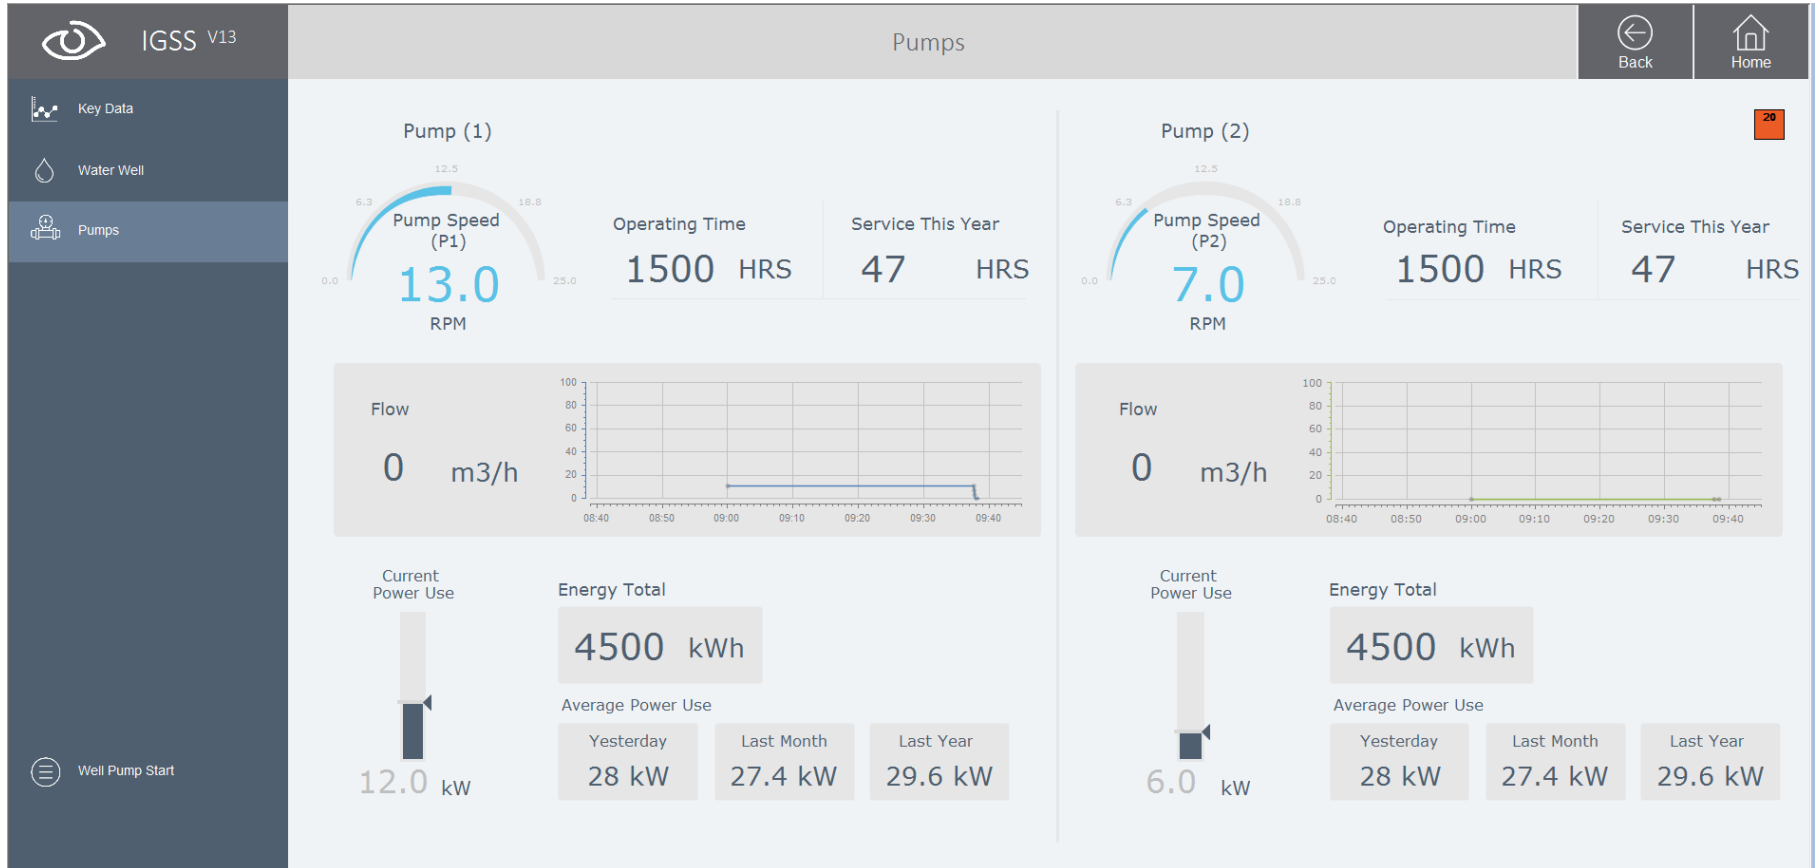 IGSS V13
Pumps
Back
Home
Key Data
Water Well
Pumps
Well Pump Start
Pump (1)
12.5
6.3
18.8
Pump Speed
(P1)
0.0
25.0
13.0
RPM
Operating Time
1500 HRS
Service This Year
47 HRS
Flow
0 m3/h
100
80
60
40
20
0
08:40 08:50 09:00 09:10 09:20 09:30 09:40
Current
Power Use
12.0 kW
Energy Total
4500 kWh
Average Power Use
Yesterday
28 kW
Last Month
27.4 kW
Last Year
29.6 kW
Pump (2)
20
12.5
6.3
18.8
Pump Speed
(P2)
0.0
25.0
7.0
RPM
Operating Time
1500 HRS
Service This Year
47 HRS
Flow
0 m3/h
100
80
60
40
20
0
08:40 08:50 09:00 09:10 09:20 09:30 09:40
Current
Power Use
6.0 kW
Energy Total
4500 kWh
Average Power Use
Yesterday
28 kW
Last Month
27.4 kW
Last Year
29.6 kW